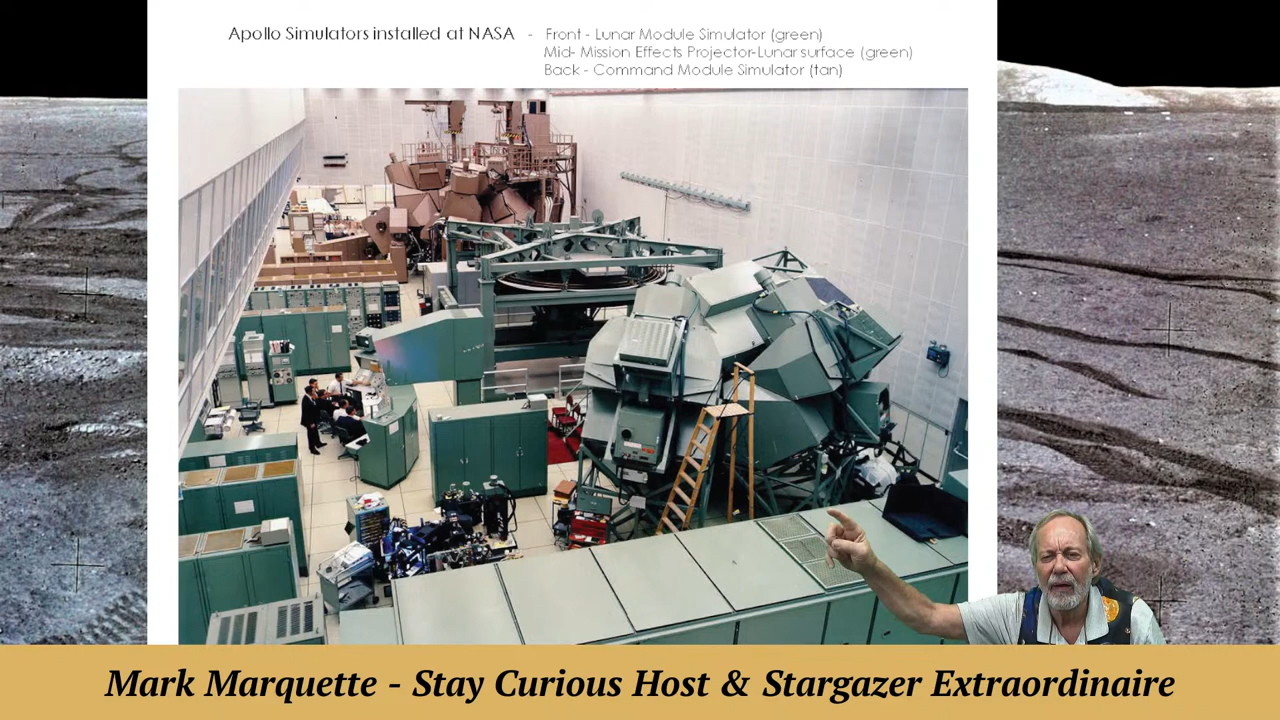 Apollo Simulators installed at NASA - Front - Lunar Module Simulator (green)
Mid- Mission Effects Projector-Lunar surface (green)
Back - Command Module Simulator (tan)
Mark Marquette - Stay Curious Host & Stargazer Extraordinaire